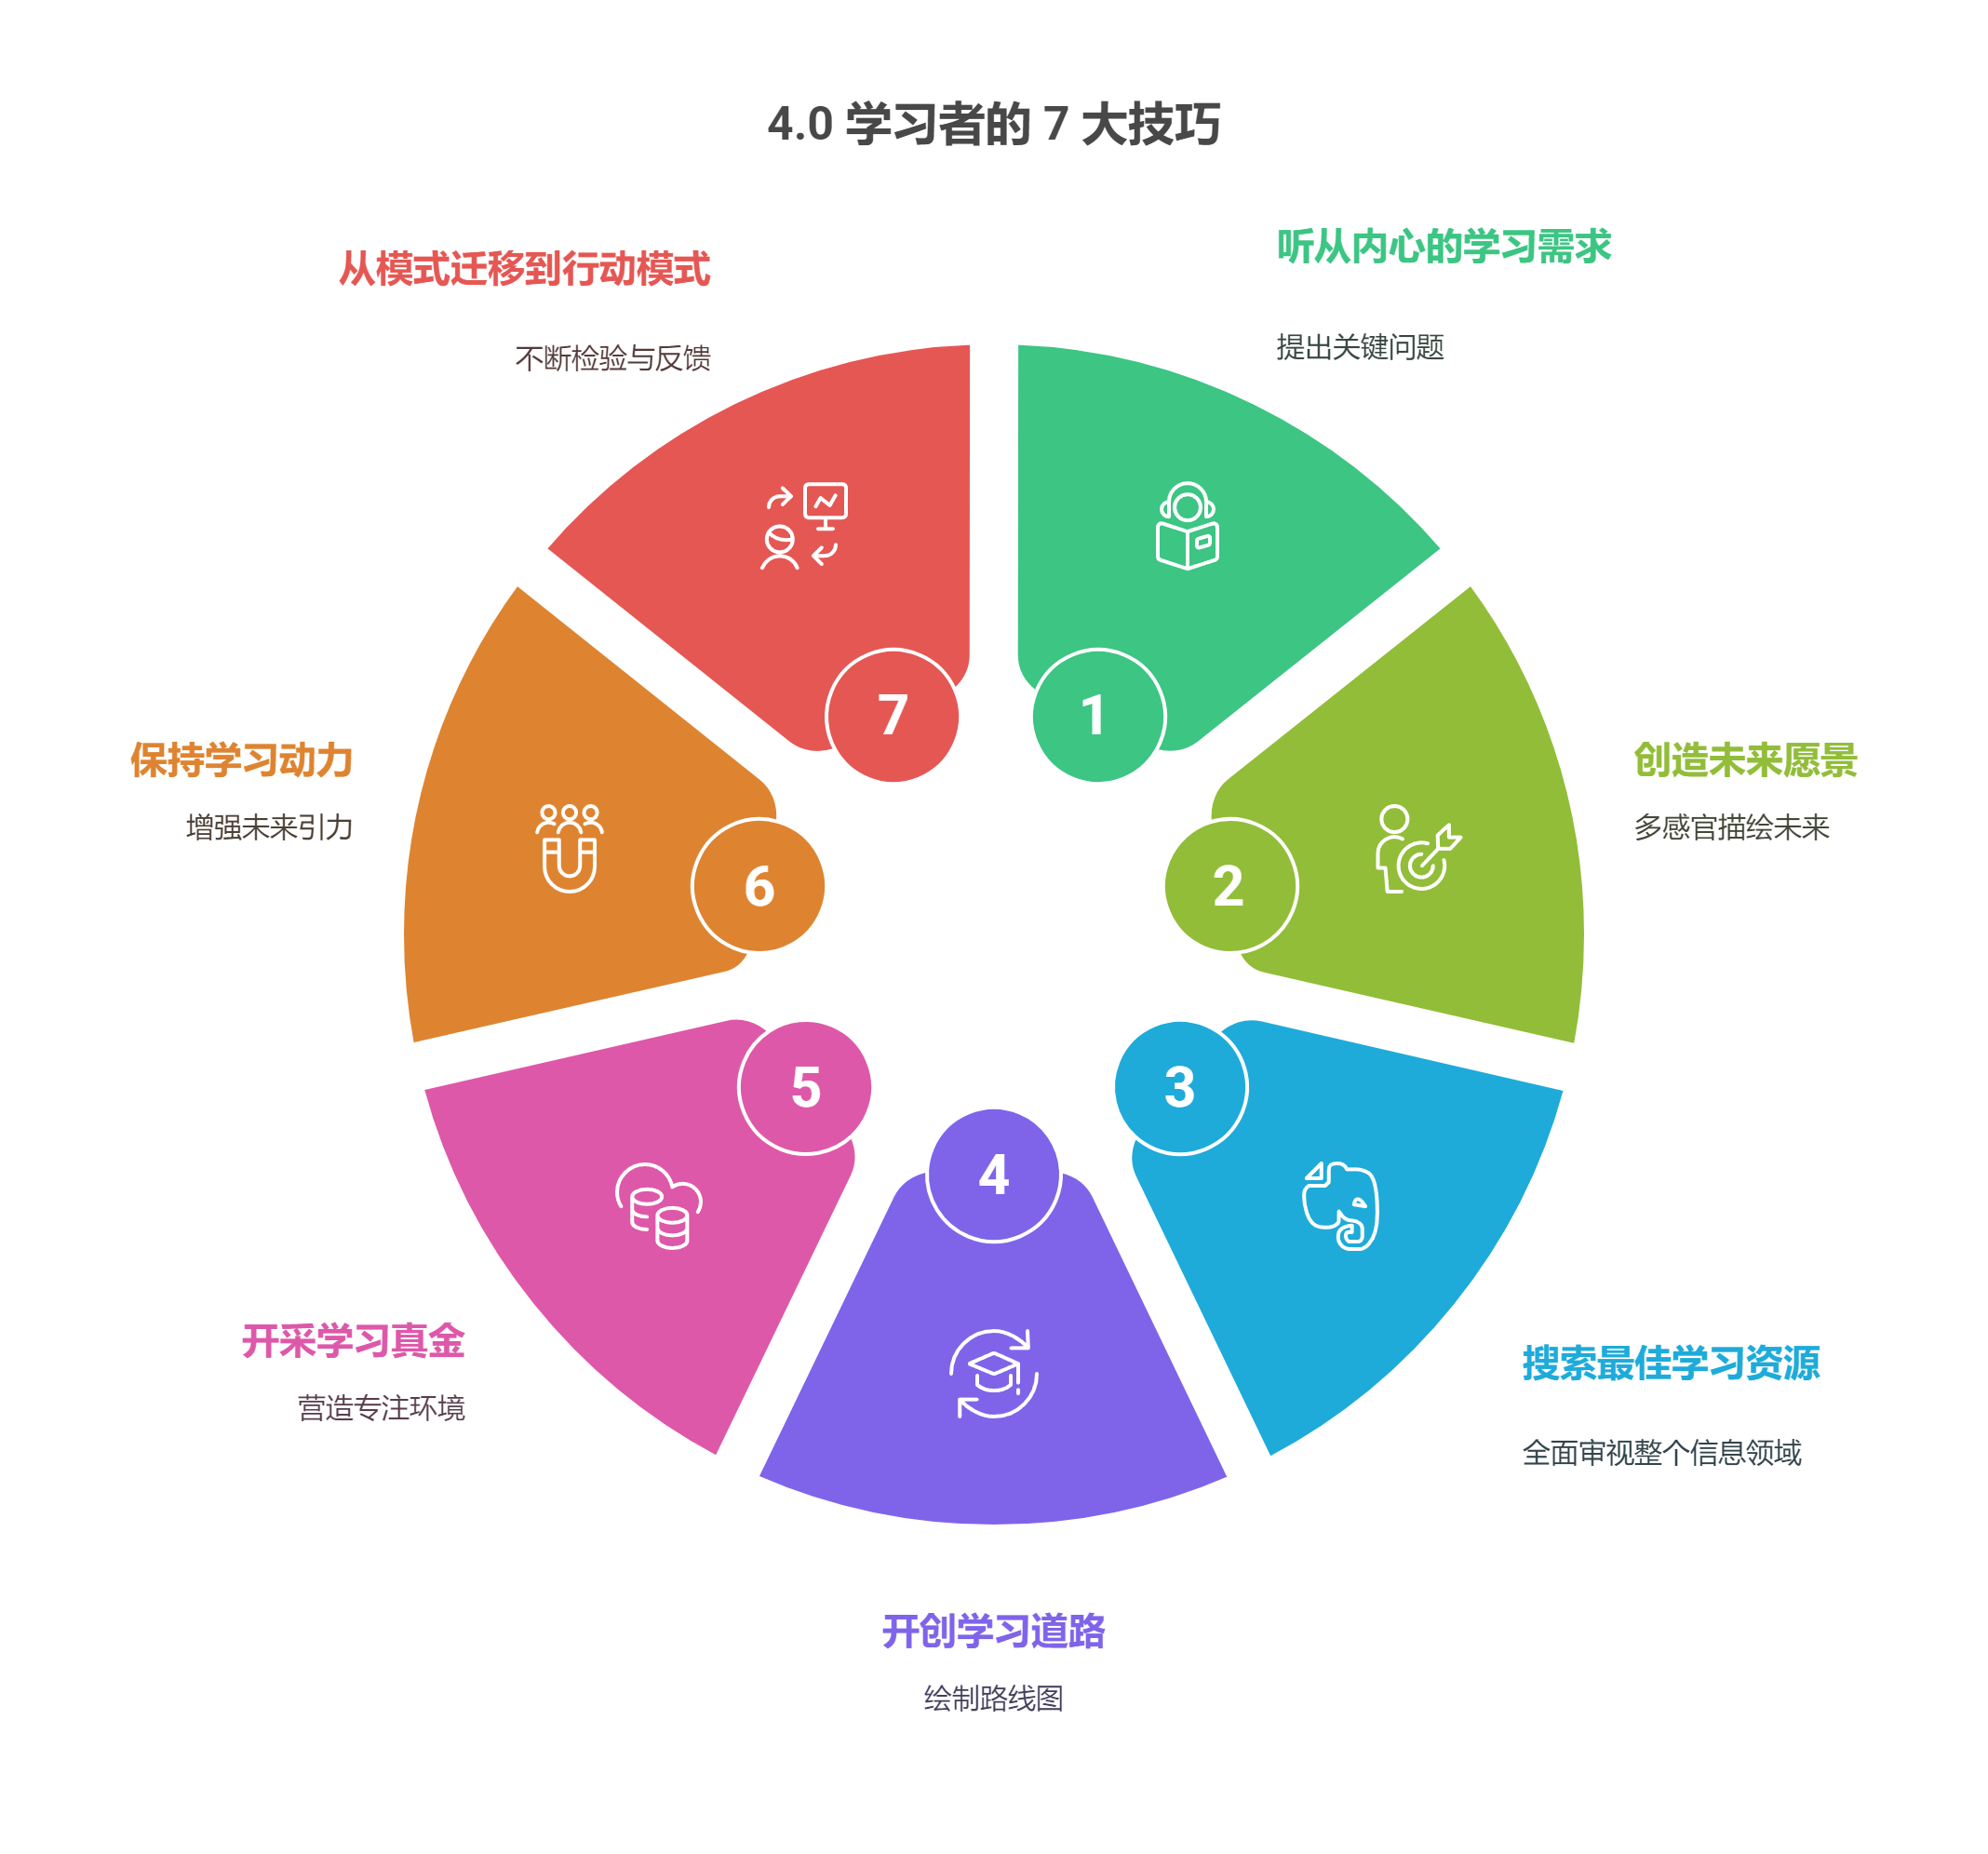 4.0 学习者的 7 大技巧
听从内心的学习需求
提出关键问题
1
创造未来愿景
多感官描绘未来
2
搜索最佳学习资源
全面审视整个信息领域
3
开创学习道路
绘制路线图
4
开采学习真金
营造专注环境
5
保持学习动力
增强未来引力
6
从模式迁移到行动模式
不断检验与反馈
7